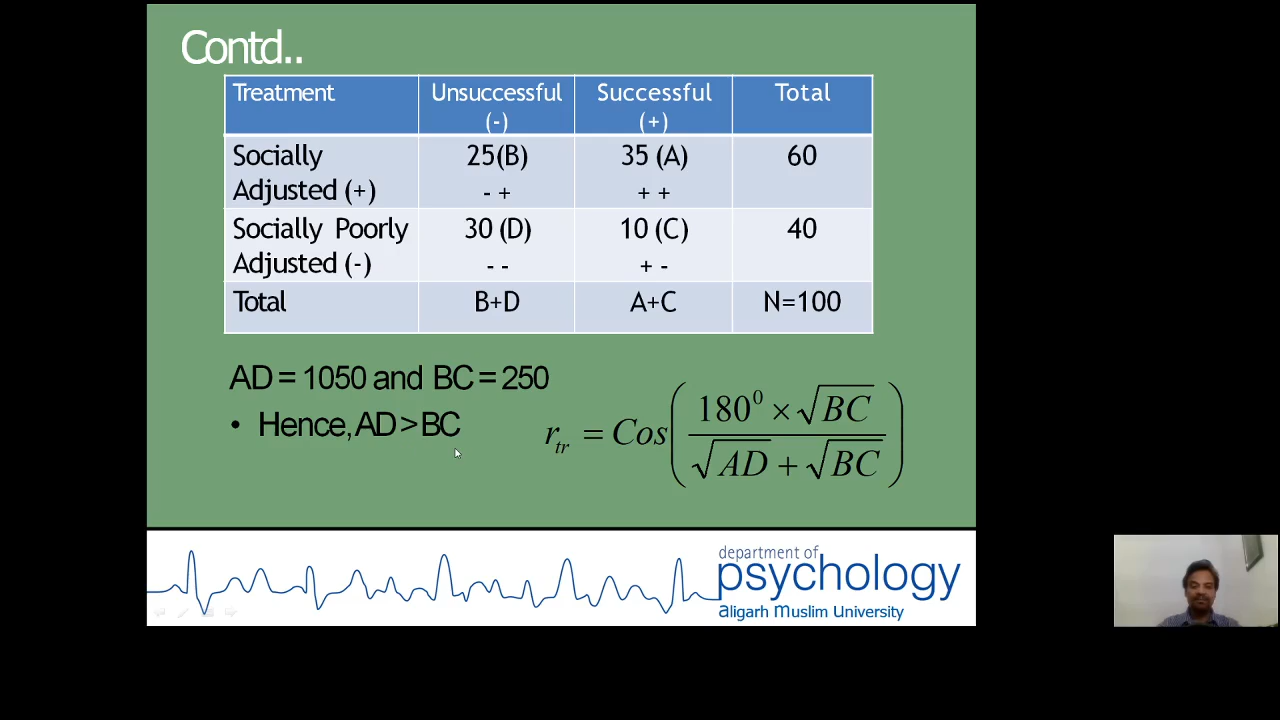 Contd..
Treatment Unsuccessful (-) Successful (+) Total
Socially Adjusted (+) 25(B) - + 35 (A) + + 60
Socially Poorly Adjusted (-) 30 (D) - - 10 (C) + - 40
Total B+D A+C N=100
AD = 1050 and BC = 250
• Hence, AD > BC
r_tr = Cos( (180⁰ × √BC) / (√AD + √BC) )
department of
psychology
aligarh muslim university